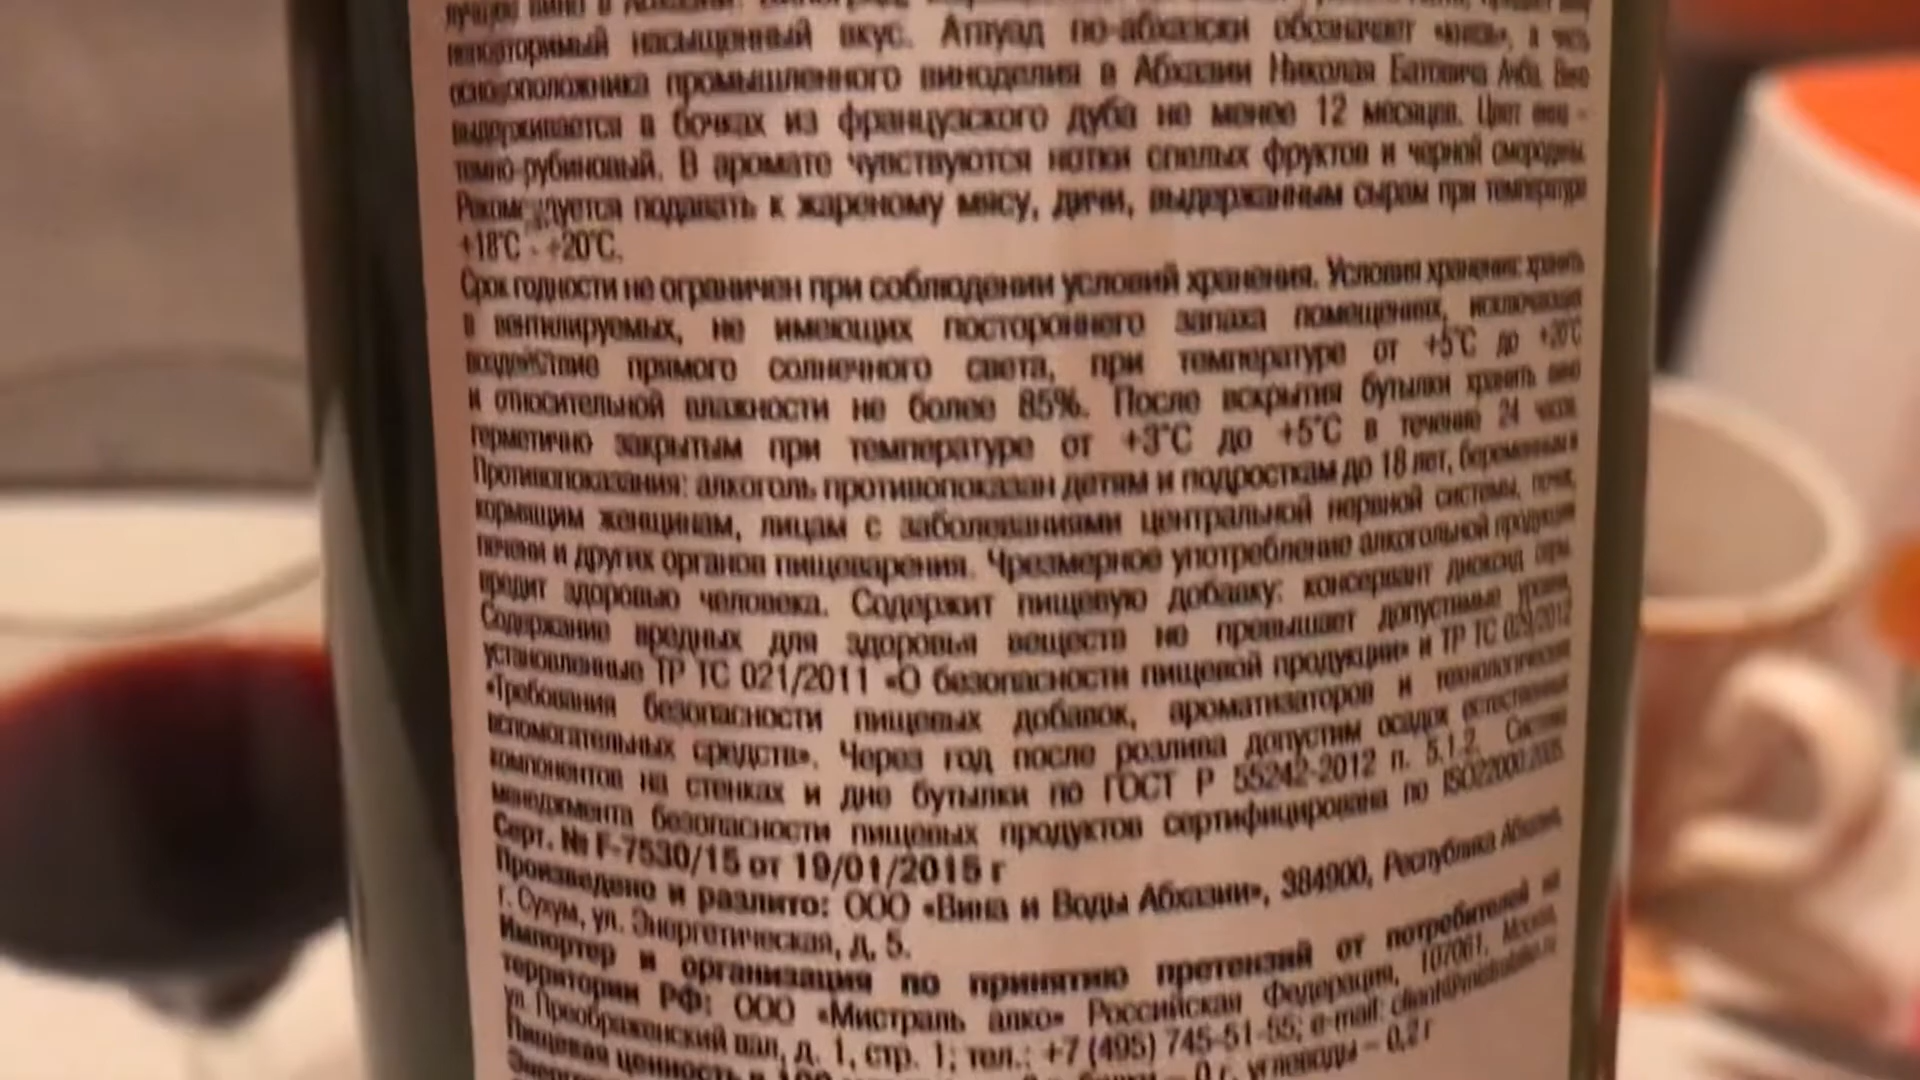 неповторимый насыщенный вкус. Атауад по-абхазски обозначает «князь», в честь
основоположника промышленного виноделия в Абхазии Николая Батовича Ачба. Вино
выдерживается в бочках из французского дуба не менее 12 месяцев. Цвет вина -
темно-рубиновый. В аромате чувствуются нотки спелых фруктов и черной смородины.
Рекомендуется подавать к жареному мясу, дичи, выдержанным сырам при температуре
+18°С - +20°С.
Срок годности не ограничен при соблюдении условий хранения. Условия хранения: хранить
в вентилируемых, не имеющих постороннего запаха помещениях, исключающих
воздействие прямого солнечного света, при температуре от +5°С до +20°С
и относительной влажности не более 85%. После вскрытия бутылки хранить вино
герметично закрытым при температуре от +3°С до +5°С в течение 24 часов.
Противопоказания: алкоголь противопоказан детям и подросткам до 18 лет, беременным и
кормящим женщинам, лицам с заболеваниями центральной нервной системы, почек,
печени и других органов пищеварения. Чрезмерное употребление алкогольной продукции
вредит здоровью человека. Содержит пищевую добавку: консервант диоксид серы.
Содержание вредных для здоровья веществ не превышает допустимые уровни,
установленные ТР ТС 021/2011 «О безопасности пищевой продукции» и ТР ТС 029/2012
«Требования безопасности пищевых добавок, ароматизаторов и технологических
вспомогательных средств». Через год после розлива допустим осадок естественных
компонентов на стенках и дне бутылки по ГОСТ Р 55242-2012 п. 5.1.2. Система
менеджмента безопасности пищевых продуктов сертифицирована по ISO22000:2005.
Серт. № F-7530/15 от 19/01/2015 г
Произведено и разлито: ООО «Вина и Воды Абхазии», 384900, Республика Абхазия,
г. Сухум, ул. Энергетическая, д. 5.
Импортер и организация по принятию претензий от потребителей на
территории РФ: ООО «Мистраль алко» Российская Федерация, 107061, Москва,
ул. Преображенский вал, д. 1, стр. 1; тел.: +7 (495) 745-51-55; e-mail:
Пищевая ценность в 100 0 г, углеводы – 0,2 г